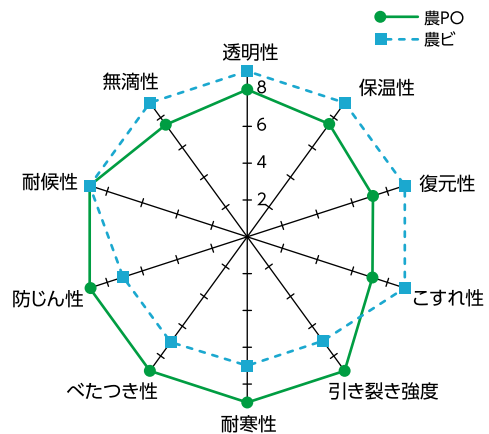 農PO
農ビ
透明性
保温性
復元性
こすれ性
引き裂き強度
耐寒性
べたつき性
防じん性
耐候性
無滴性
8
6
4
2